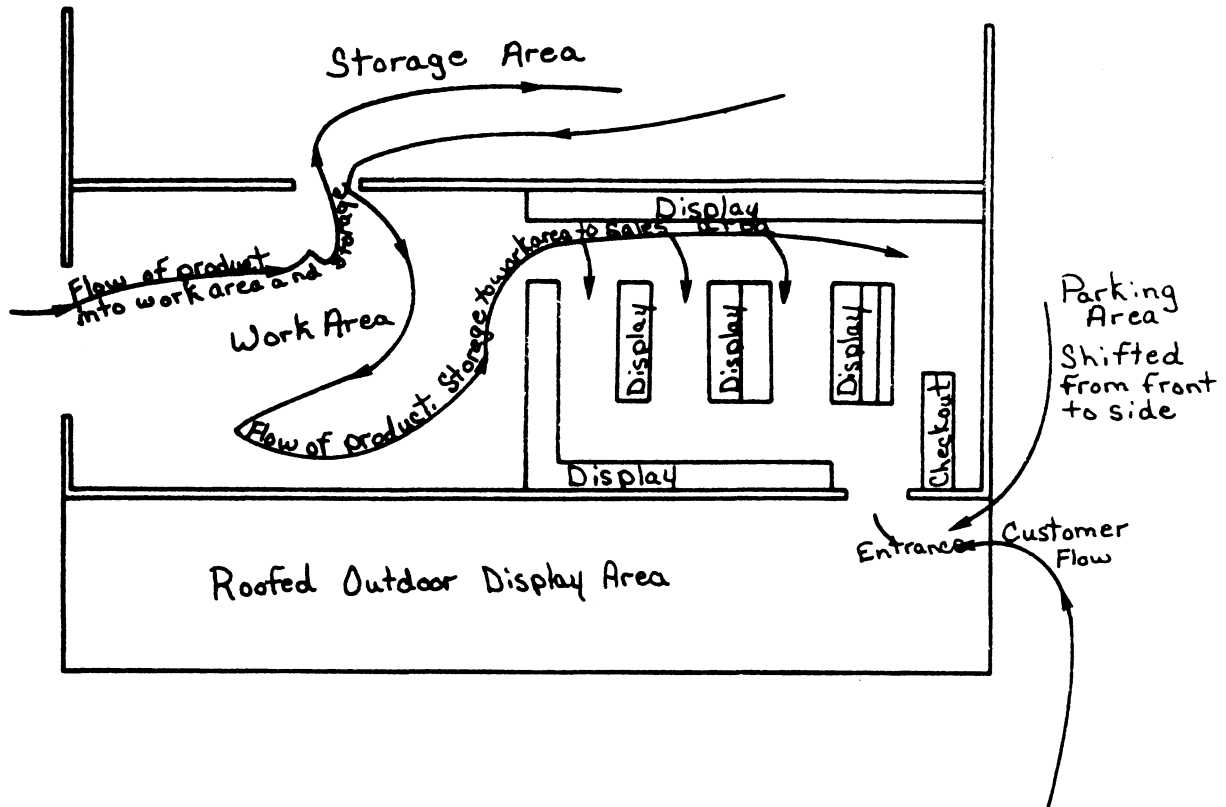 Storage Area
Display
Flow of product
into work area and storage
Flow of product. Storage to work area to sales area
Work Area
Display
Display
Display
Checkout
Display
Parking
Area
Shifted
from front
to side
Entrance
Customer
Flow
Roofed Outdoor Display Area